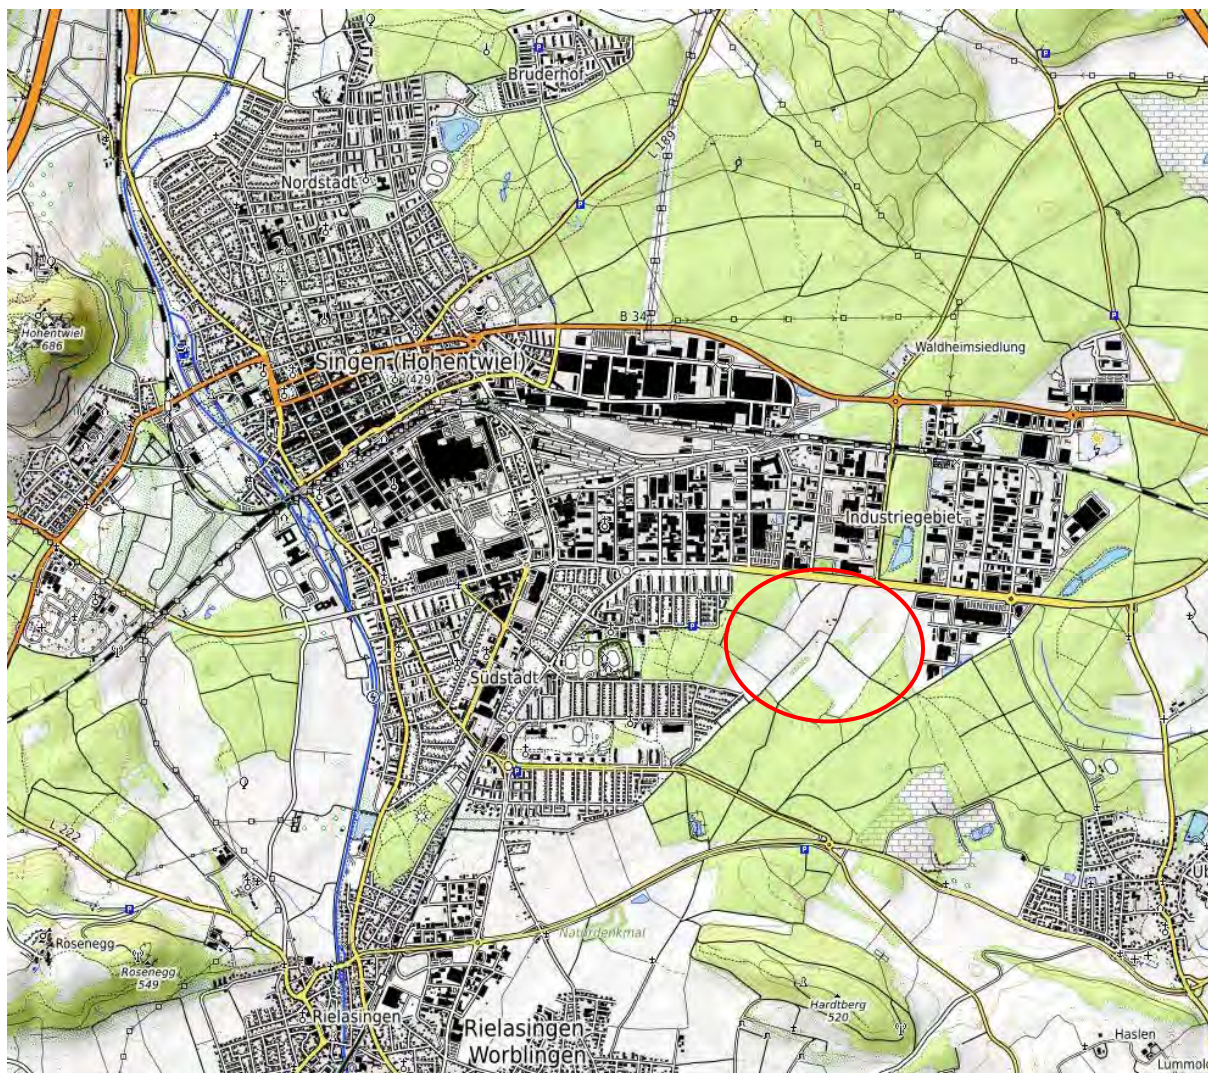 Bruderhof
L 189
Nordstadt
B 34
Hohentwiel
686
Waldheimsiedlung
Singen (Hohentwiel)
(429)
Industriegebiet
Südstadt
L 222
Naturdenkmal
Rosenegg
Rosenegg
549
Hardtberg
520
Rielasingen
Rielasingen
Worblingen
Haslen